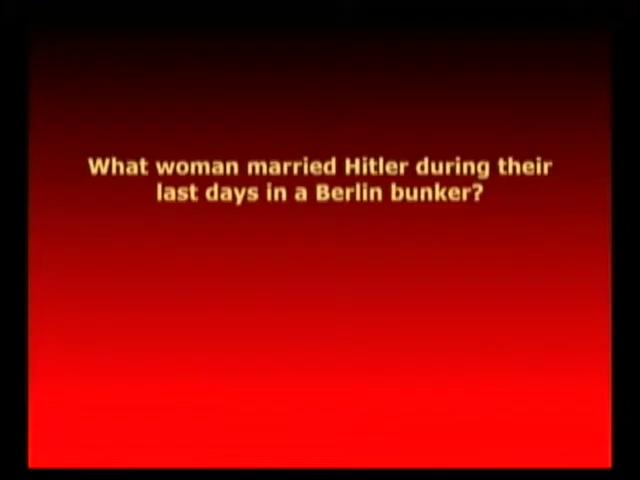 What woman married Hitler during their
last days in a Berlin bunker?